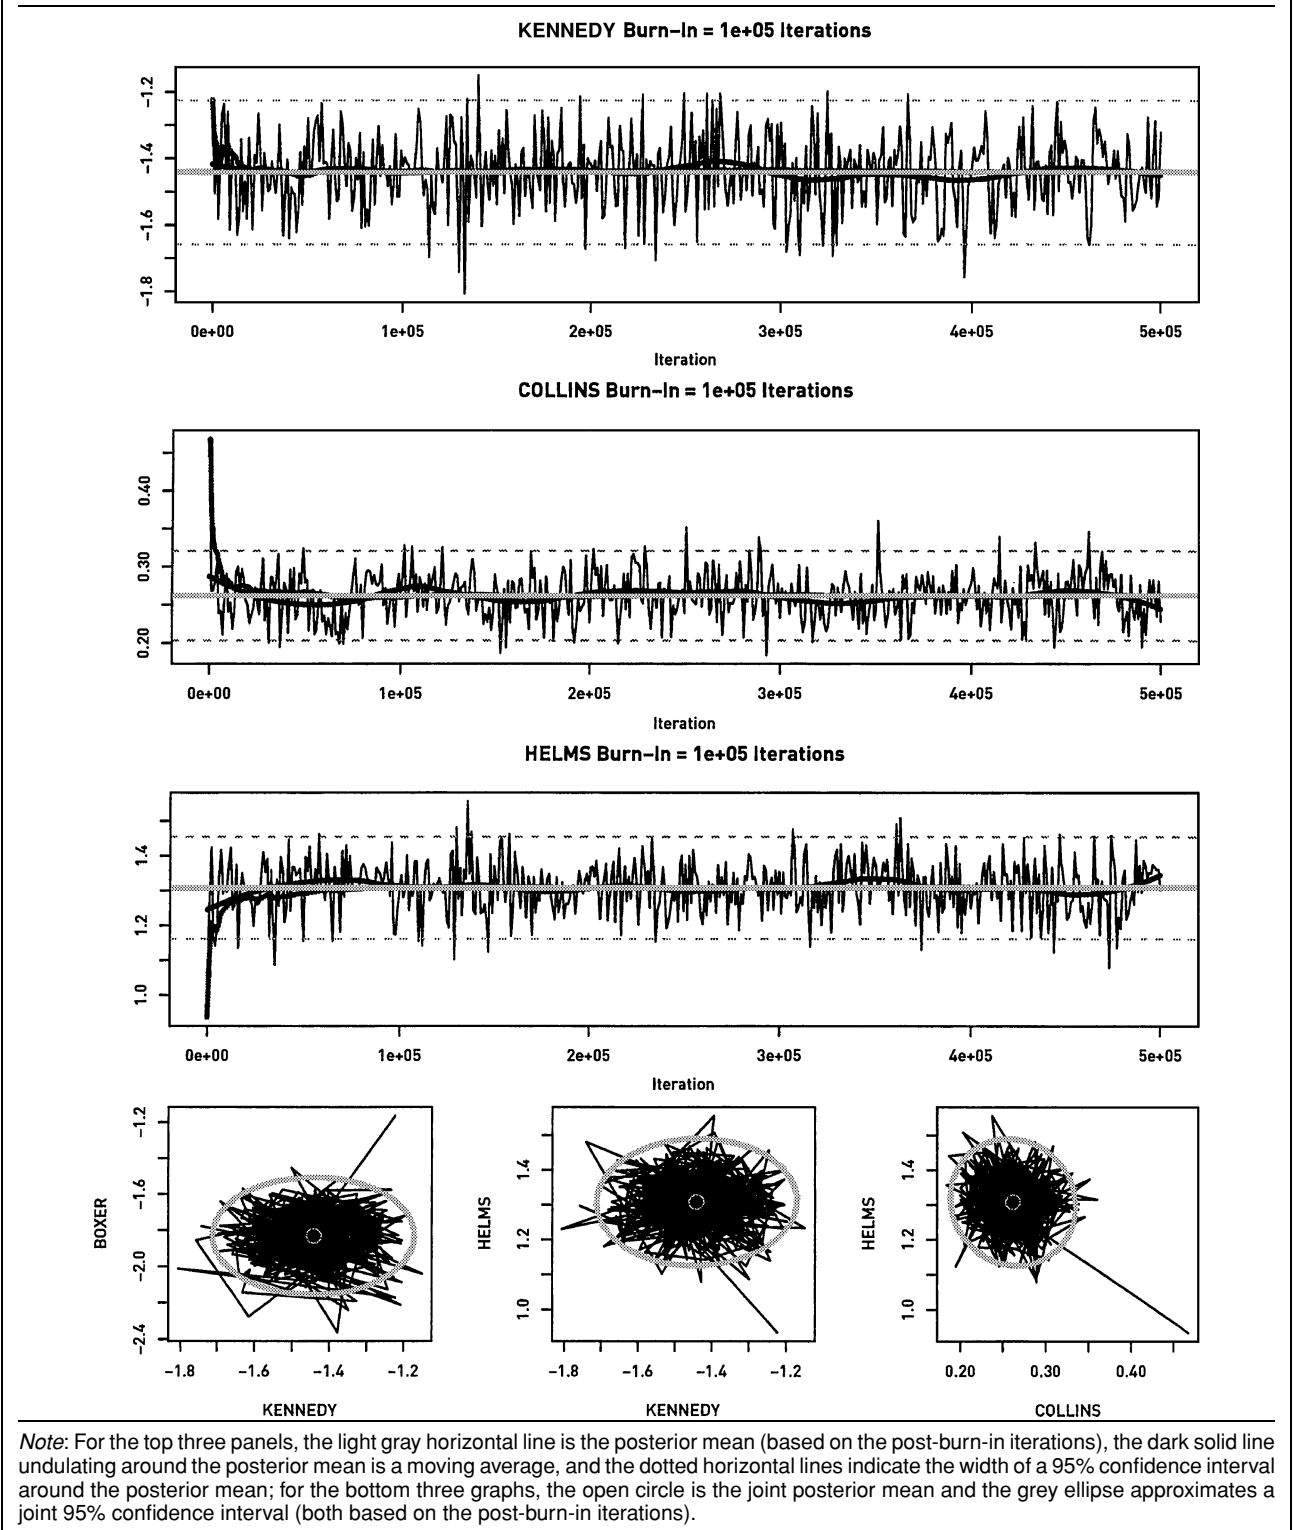 KENNEDY Burn-In = 1e+05 Iterations
-1.2
-1.4
-1.6
-1.8
0e+00 1e+05 2e+05 3e+05 4e+05 5e+05
Iteration
COLLINS Burn-In = 1e+05 Iterations
0.40
0.30
0.20
0e+00 1e+05 2e+05 3e+05 4e+05 5e+05
Iteration
HELMS Burn-In = 1e+05 Iterations
1.4
1.2
1.0
0e+00 1e+05 2e+05 3e+05 4e+05 5e+05
Iteration
BOXER
-1.2
-1.6
-2.0
-2.4
-1.8 -1.6 -1.4 -1.2
KENNEDY
HELMS
1.4
1.2
1.0
-1.8 -1.6 -1.4 -1.2
KENNEDY
HELMS
1.4
1.2
1.0
0.20 0.30 0.40
COLLINS
Note: For the top three panels, the light gray horizontal line is the posterior mean (based on the post-burn-in iterations), the dark solid line
undulating around the posterior mean is a moving average, and the dotted horizontal lines indicate the width of a 95% confidence interval
around the posterior mean; for the bottom three graphs, the open circle is the joint posterior mean and the grey ellipse approximates a
joint 95% confidence interval (both based on the post-burn-in iterations).